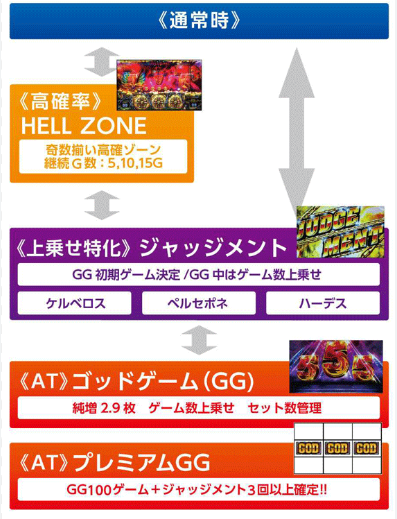 《通常時》
《高確率》
HELL ZONE
奇数揃い高確ゾーン
継続G数:5,10,15G
JUDGE
MENT
《上乗せ特化》ジャッジメント
GG初期ゲーム決定/GG中はゲーム数上乗せ
ケルベロス ペルセポネ ハーデス
555
《AT》ゴッドゲーム(GG)
純増2.9枚 ゲーム数上乗せ セット数管理
GOD GOD GOD
《AT》プレミアムGG
GG100ゲーム+ジャッジメント3回以上確定!!